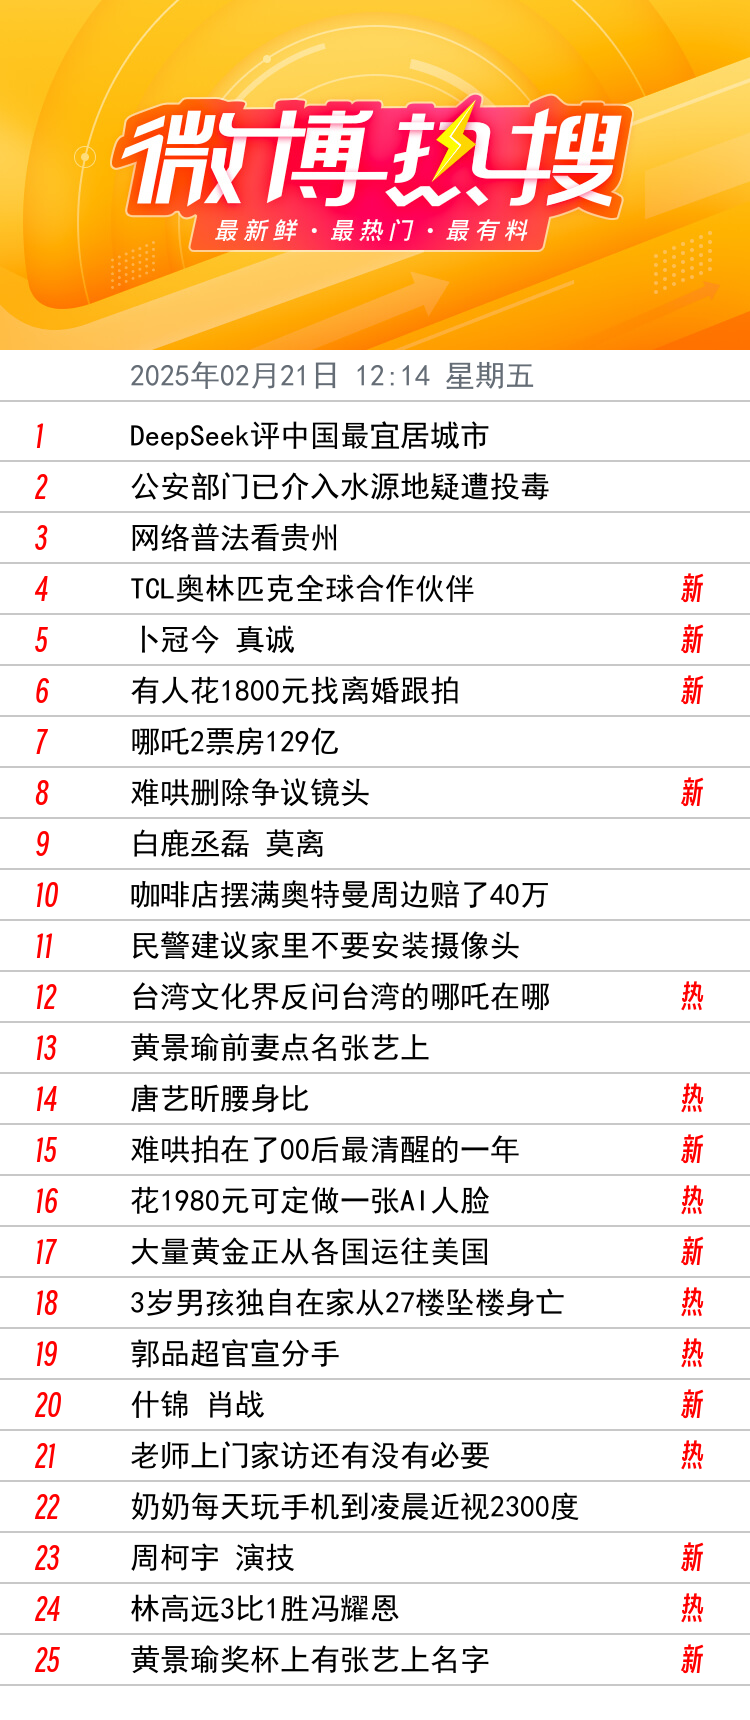 微博热搜
最新鲜·最热门·最有料
2025年02月21日 12:14 星期五
1 DeepSeek评中国最宜居城市
2 公安部门已介入水源地疑遭投毒
3 网络普法看贵州
4 TCL奥林匹克全球合作伙伴 新
5 卜冠今 真诚 新
6 有人花1800元找离婚跟拍 新
7 哪吒2票房129亿
8 难哄删除争议镜头 新
9 白鹿丞磊 莫离
10 咖啡店摆满奥特曼周边赔了40万
11 民警建议家里不要安装摄像头
12 台湾文化界反问台湾的哪吒在哪 热
13 黄景瑜前妻点名张艺上
14 唐艺昕腰身比 热
15 难哄拍在了00后最清醒的一年 新
16 花1980元可定做一张AI人脸 热
17 大量黄金正从各国运往美国 新
18 3岁男孩独自在家从27楼坠楼身亡 热
19 郭品超官宣分手 热
20 什锦 肖战 新
21 老师上门家访还有没有必要 热
22 奶奶每天玩手机到凌晨近视2300度
23 周柯宇 演技 新
24 林高远3比1胜冯耀恩 热
25 黄景瑜奖杯上有张艺上名字 新